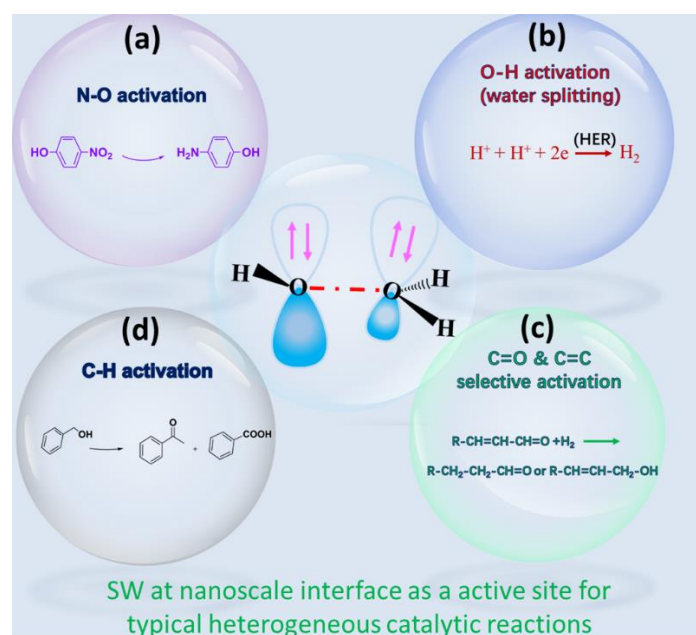 (a)
N-O activation
HO NO₂ H₂N OH
(b)
O-H activation
(water splitting)
(HER)
H⁺ + H⁺ + 2e → H₂
H O O H
H
(d)
C-H activation
OH O + COOH
(c)
C=O & C=C
selective activation
R-CH=CH-CH=O +H₂ →
R-CH₂-CH₂-CH=O or R-CH=CH-CH₂-OH
SW at nanoscale interface as a active site for
typical heterogeneous catalytic reactions